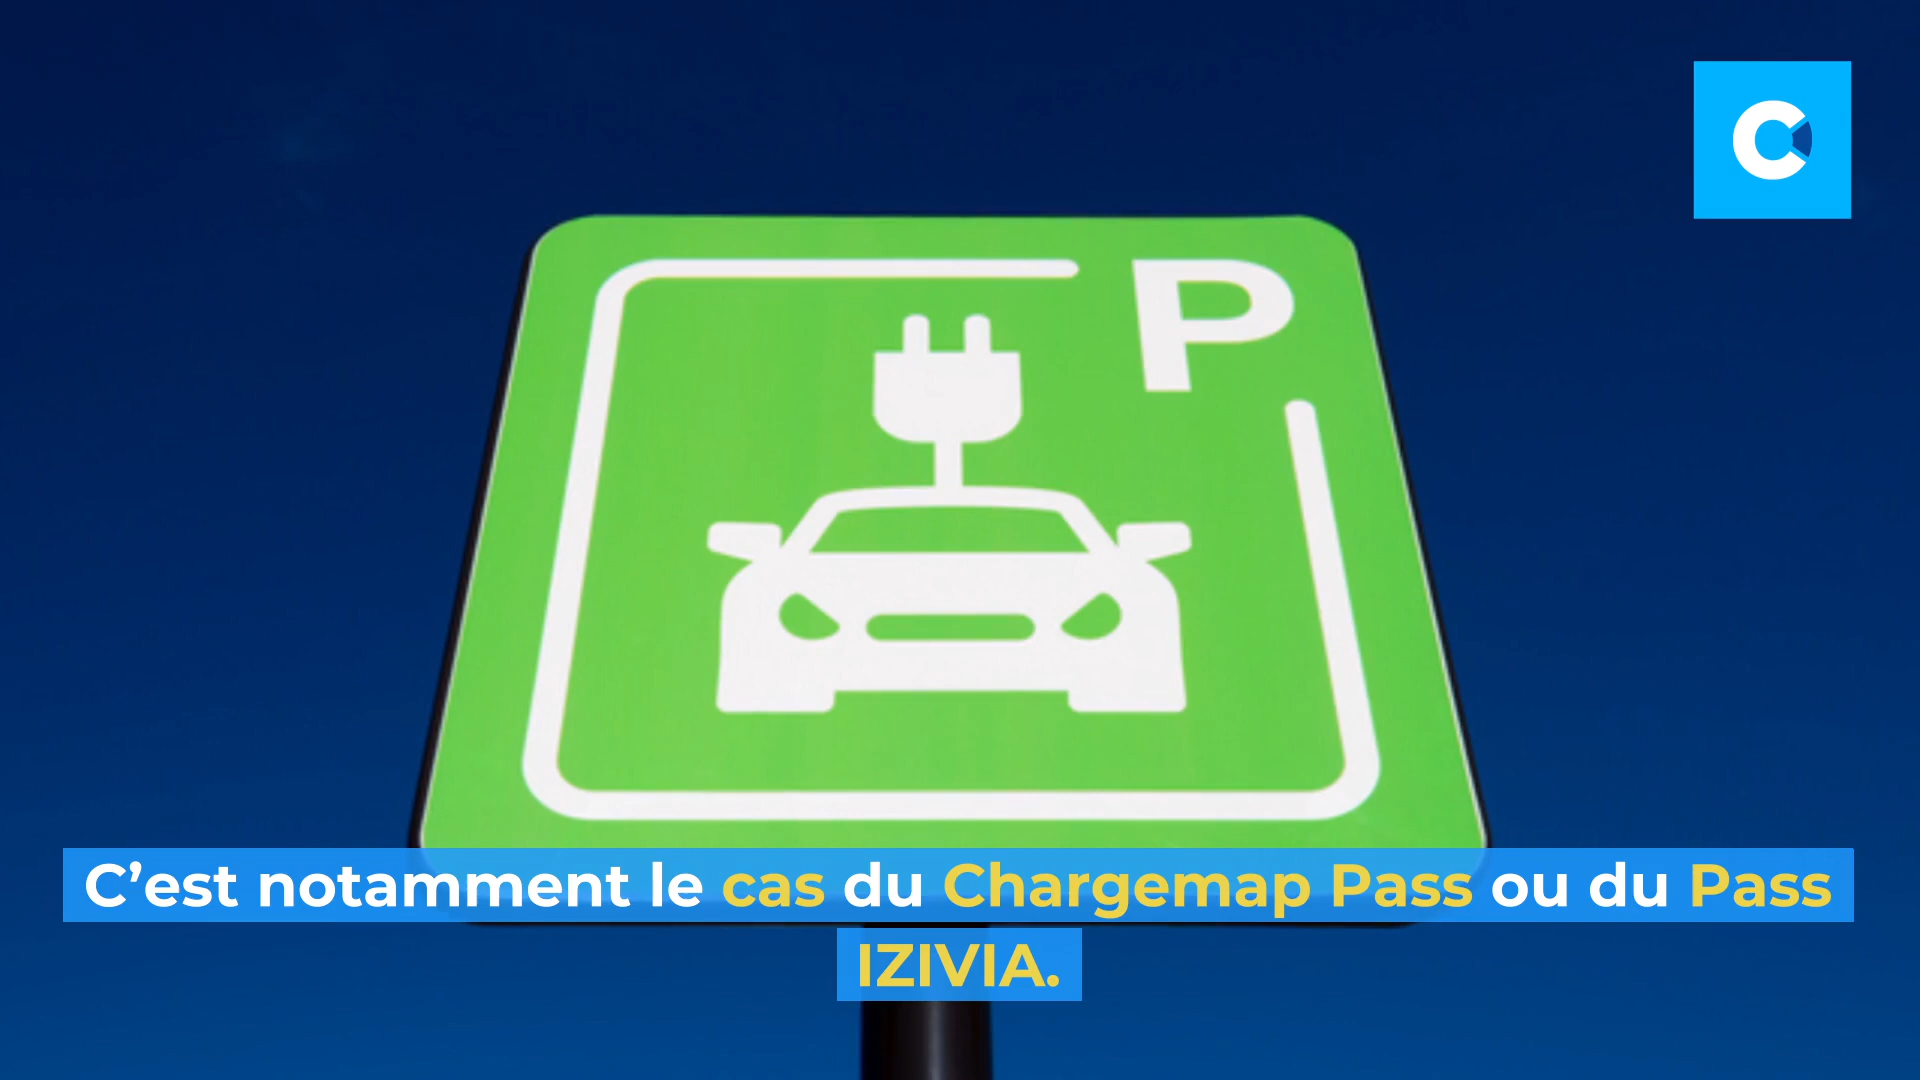 C
P
C’est notamment le cas du Chargemap Pass ou du Pass
IZIVIA.